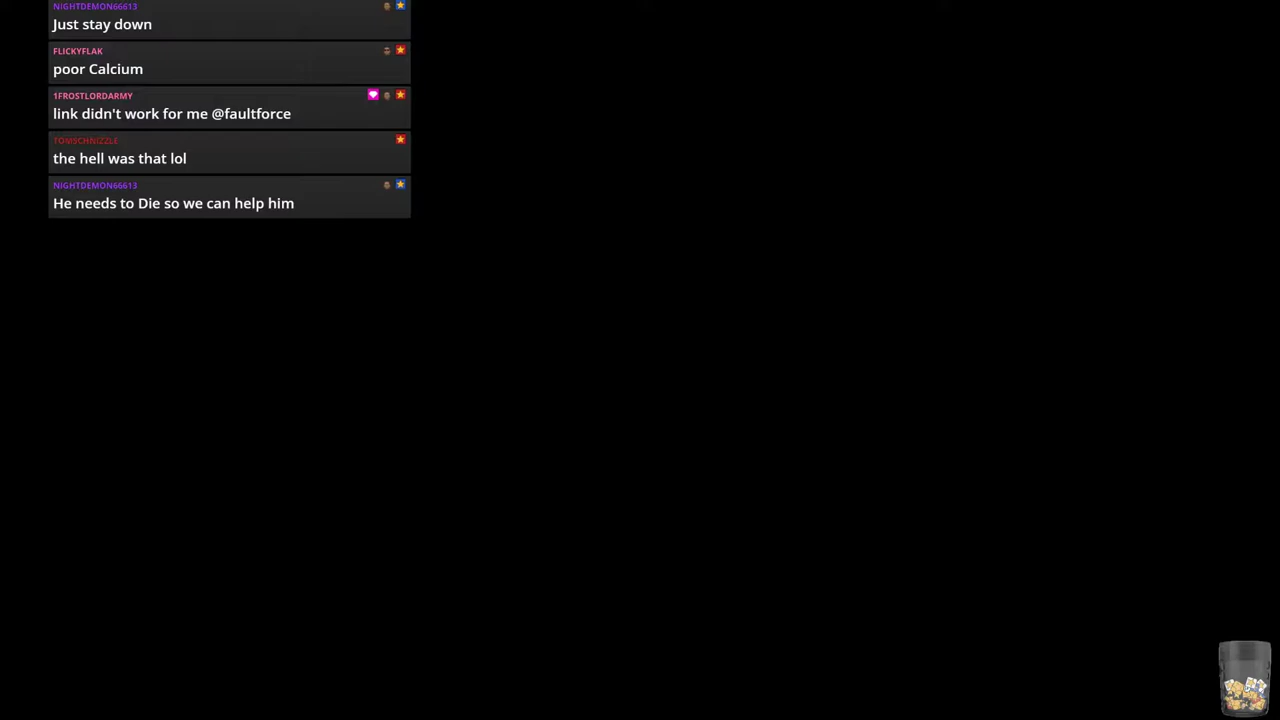 NIGHTDEMON66613
Just stay down
FLICKYFLAK
poor Calcium
1FROSTLORDARMY
link didn't work for me @faultforce
TOMSCHNIZZLE
the hell was that lol
NIGHTDEMON66613
He needs to Die so we can help him